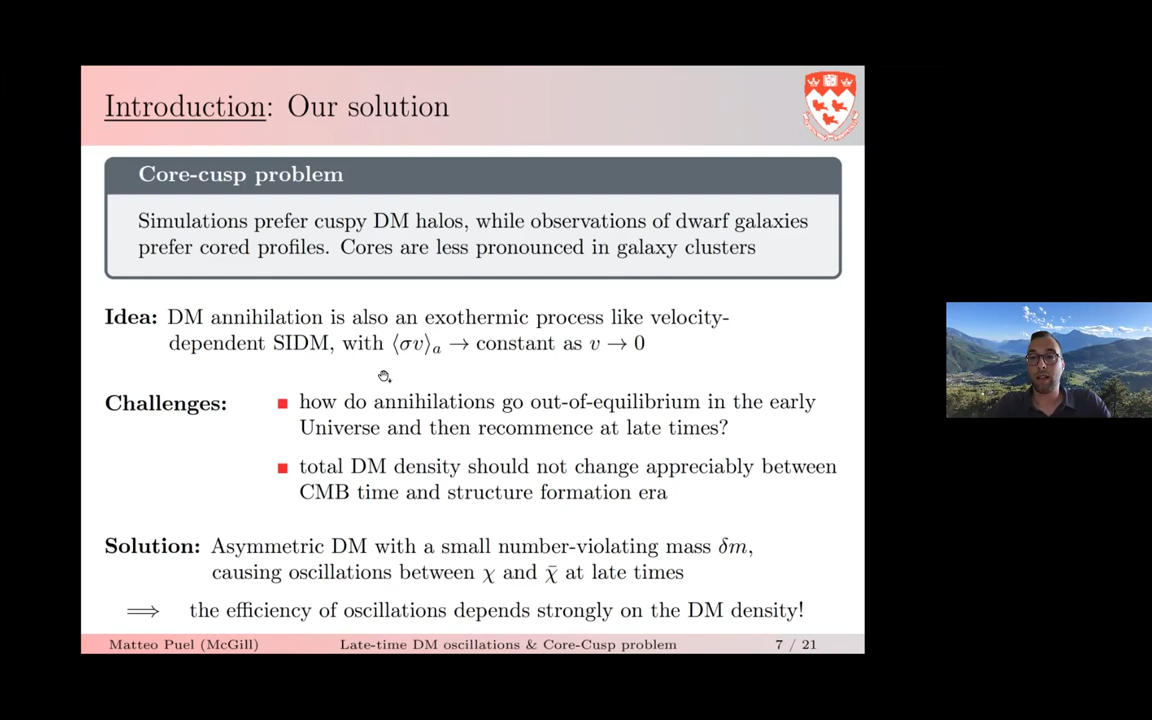 Introduction: Our solution
Core-cusp problem
Simulations prefer cuspy DM halos, while observations of dwarf galaxies
prefer cored profiles. Cores are less pronounced in galaxy clusters
Idea: DM annihilation is also an exothermic process like velocity-
dependent SIDM, with ⟨σv⟩ₐ → constant as v → 0
Challenges: ■ how do annihilations go out-of-equilibrium in the early
Universe and then recommence at late times?
■ total DM density should not change appreciably between
CMB time and structure formation era
Solution: Asymmetric DM with a small number-violating mass δm,
causing oscillations between χ and χ̄ at late times
⟹ the efficiency of oscillations depends strongly on the DM density!
Matteo Puel (McGill) Late-time DM oscillations & Core-Cusp problem 7 / 21